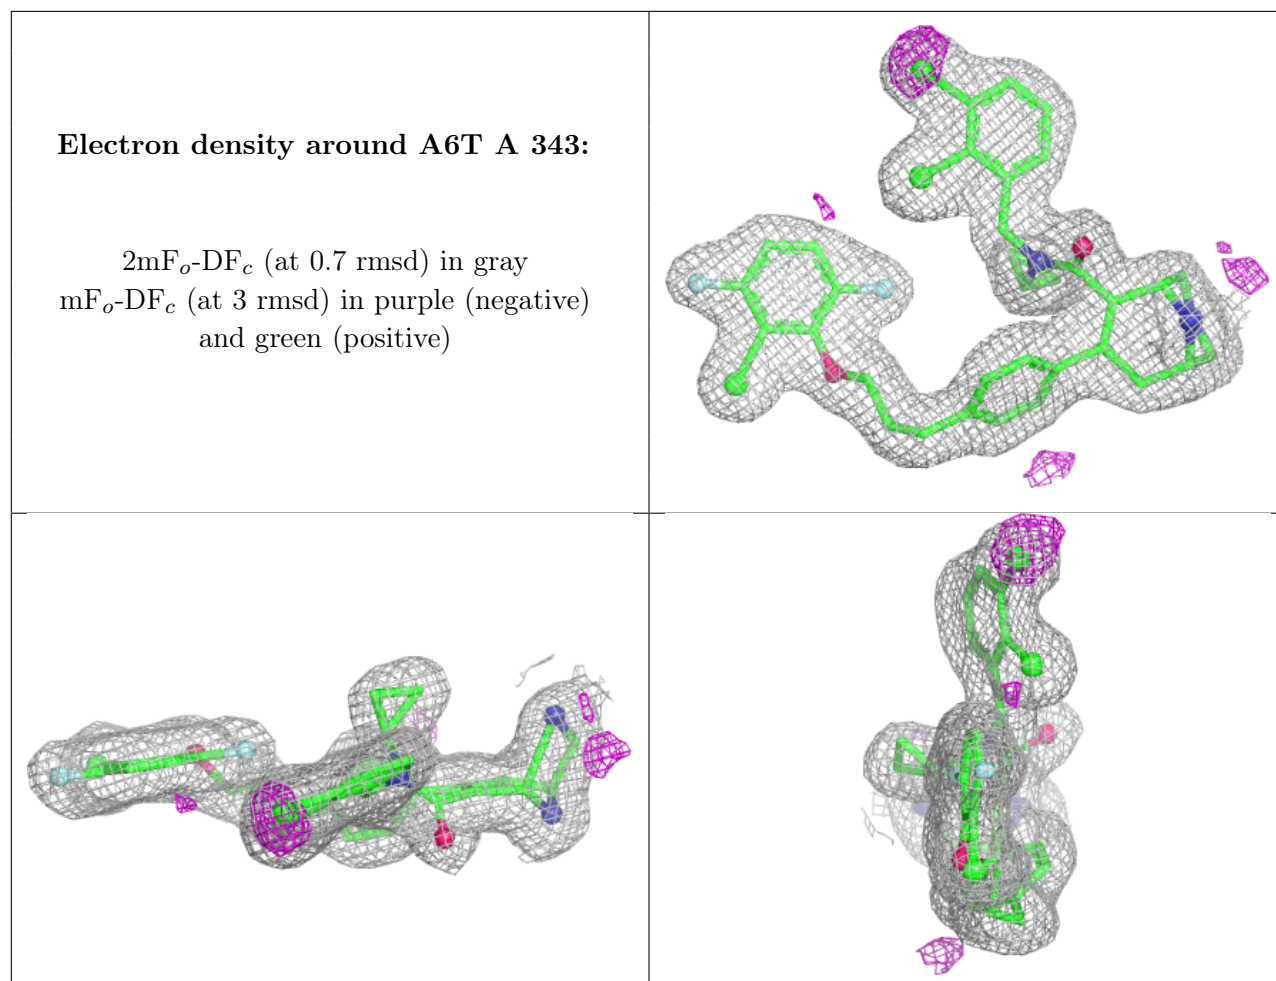 Electron density around A6T A 343:
2mFo-DFc (at 0.7 rmsd) in gray
mFo-DFc (at 3 rmsd) in purple (negative)
and green (positive)